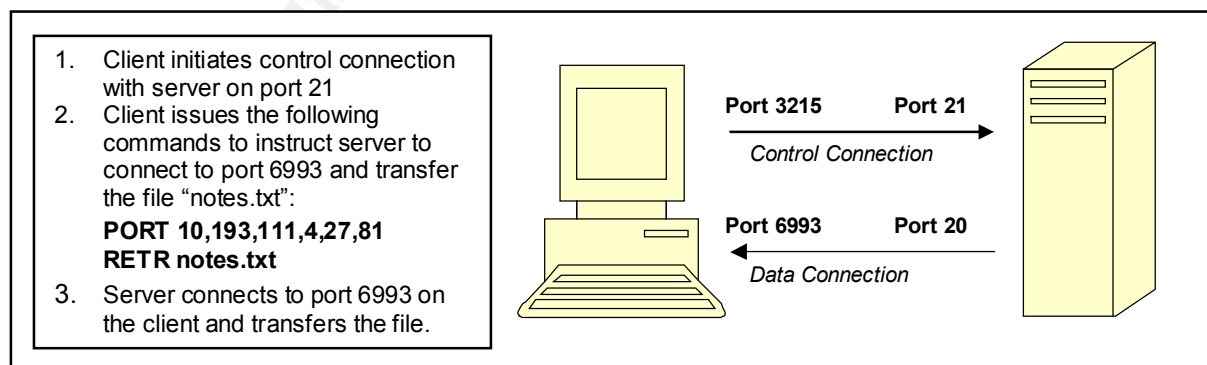 1. Client initiates control connection
with server on port 21
2. Client issues the following
commands to instruct server to
connect to port 6993 and transfer
the file “notes.txt”:
PORT 10,193,111,4,27,81
RETR notes.txt
3. Server connects to port 6993 on
the client and transfers the file.
Port 3215 Port 21
Control Connection
Port 6993 Port 20
Data Connection